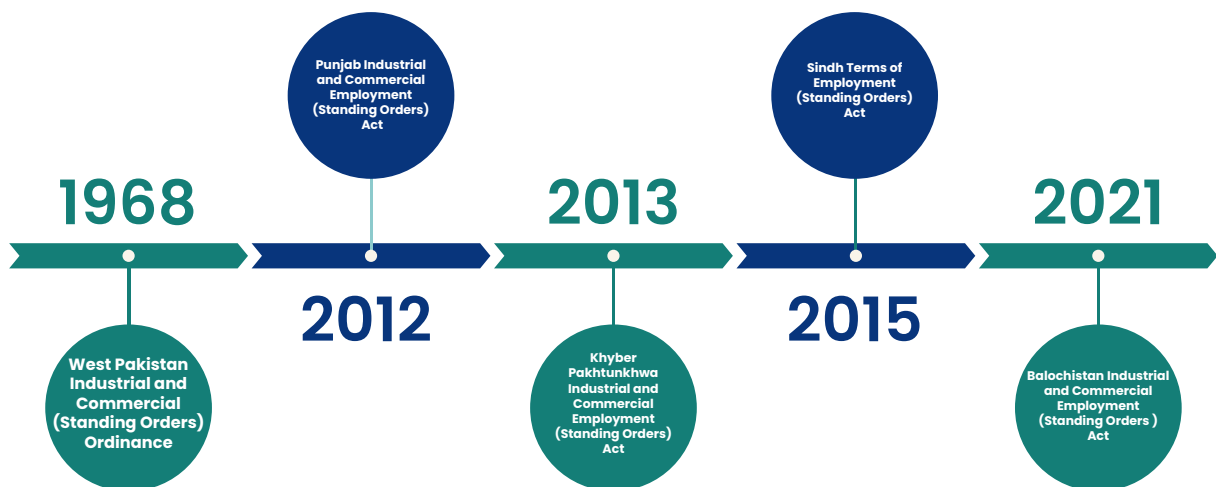 1968
West Pakistan
Industrial and
Commercial
(Standing Orders)
Ordinance
Punjab Industrial
and Commercial
Employment
(Standing Orders)
Act
2012
2013
Khyber
Pakhtunkhwa
Industrial and
Commercial
Employment
(Standing Orders)
Act
Sindh Terms of
Employment
(Standing Orders)
Act
2015
2021
Balochistan Industrial
and Commercial
Employment
(Standing Orders )
Act